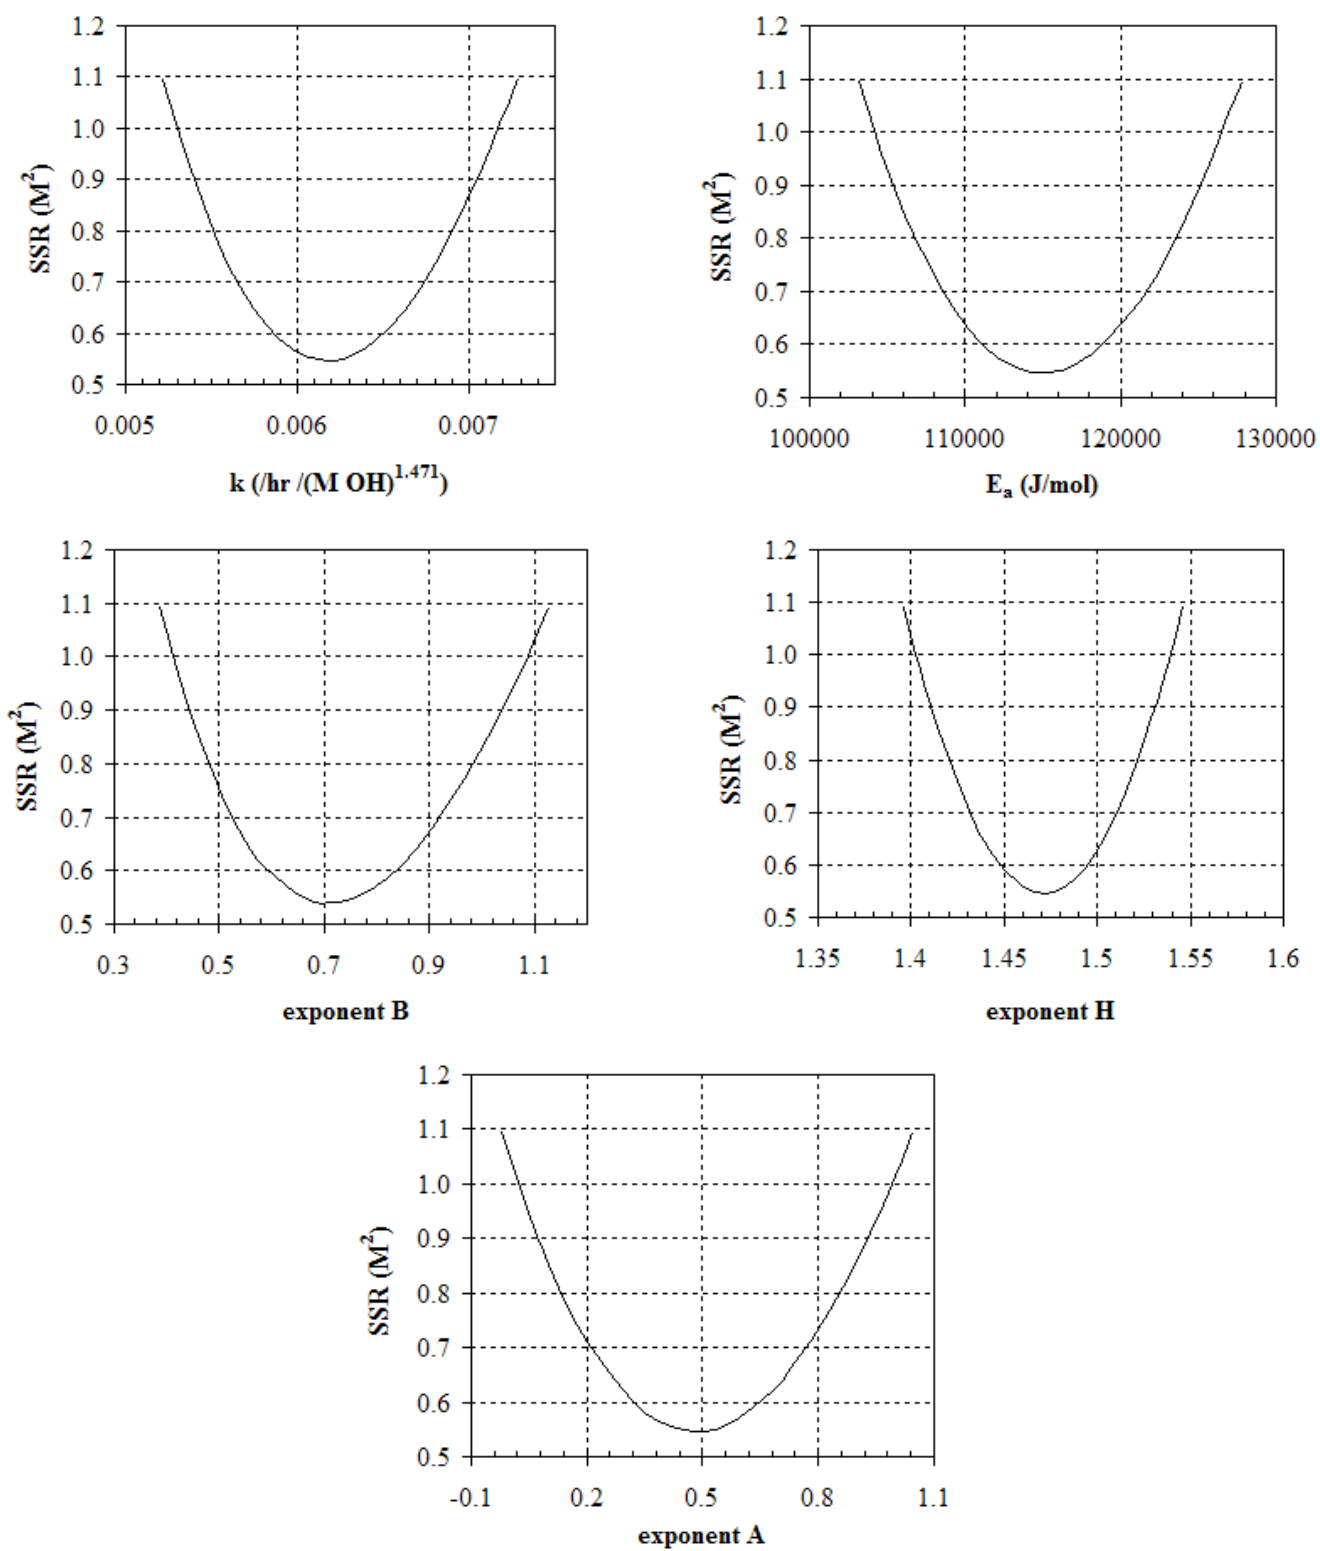 1.2
1.1
1.0
0.9
0.8
0.7
0.6
0.5
SSR (M²)
0.005 0.006 0.007
k (/hr /(M OH)^1.471)
1.2
1.1
1.0
0.9
0.8
0.7
0.6
0.5
SSR (M²)
100000 110000 120000 130000
Eₐ (J/mol)
1.2
1.1
1.0
0.9
0.8
0.7
0.6
0.5
SSR (M²)
0.3 0.5 0.7 0.9 1.1
exponent B
1.2
1.1
1.0
0.9
0.8
0.7
0.6
0.5
SSR (M²)
1.35 1.4 1.45 1.5 1.55 1.6
exponent H
1.2
1.1
1.0
0.9
0.8
0.7
0.6
0.5
SSR (M²)
-0.1 0.2 0.5 0.8 1.1
exponent A